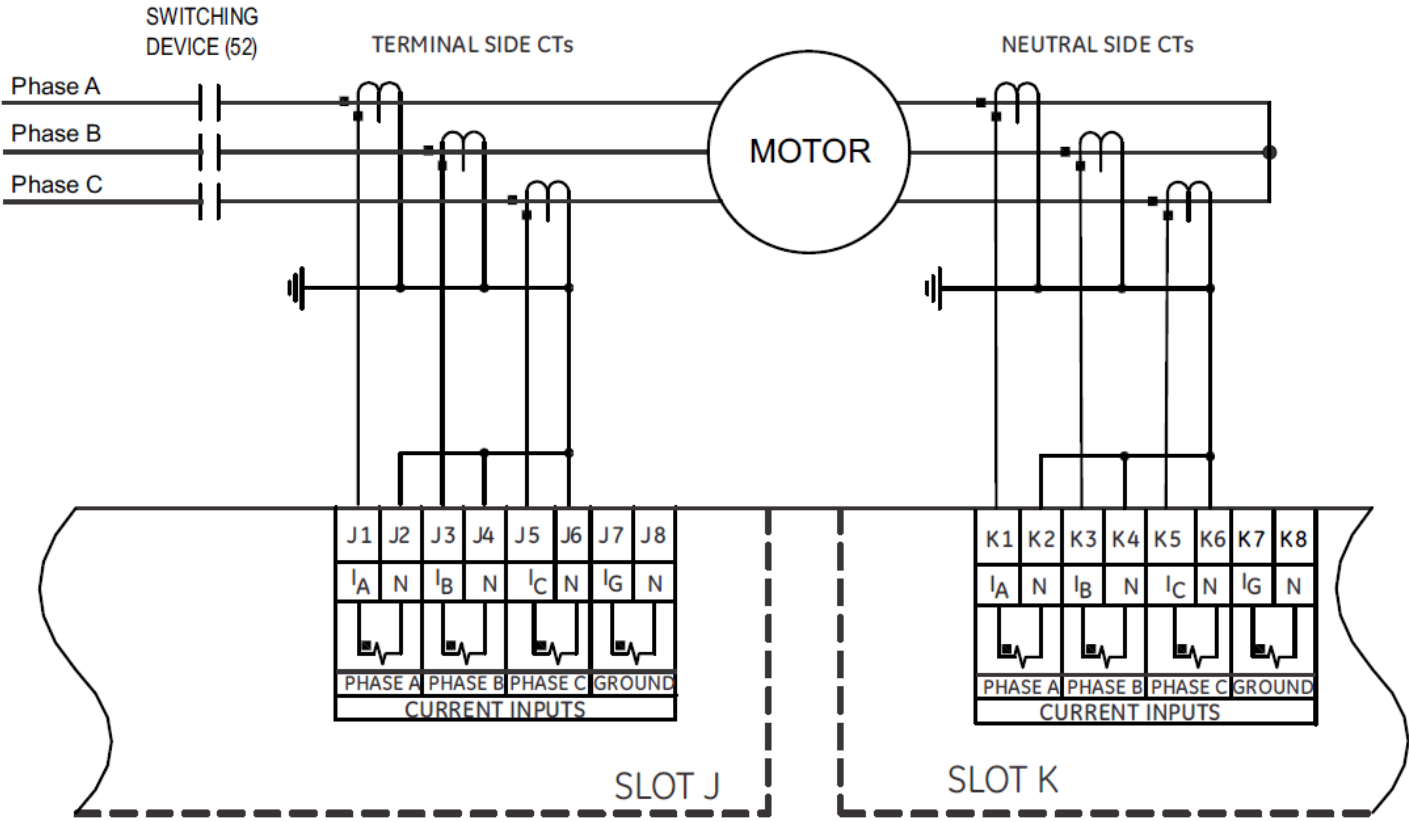 SWITCHING
DEVICE (52)
TERMINAL SIDE CTs
NEUTRAL SIDE CTs
Phase A
Phase B
Phase C
MOTOR
J1 J2 J3 J4 J5 J6 J7 J8
IA N IB N IC N IG N
PHASE A PHASE B PHASE C GROUND
CURRENT INPUTS
SLOT J
K1 K2 K3 K4 K5 K6 K7 K8
IA N IB N IC N IG N
PHASE A PHASE B PHASE C GROUND
CURRENT INPUTS
SLOT K